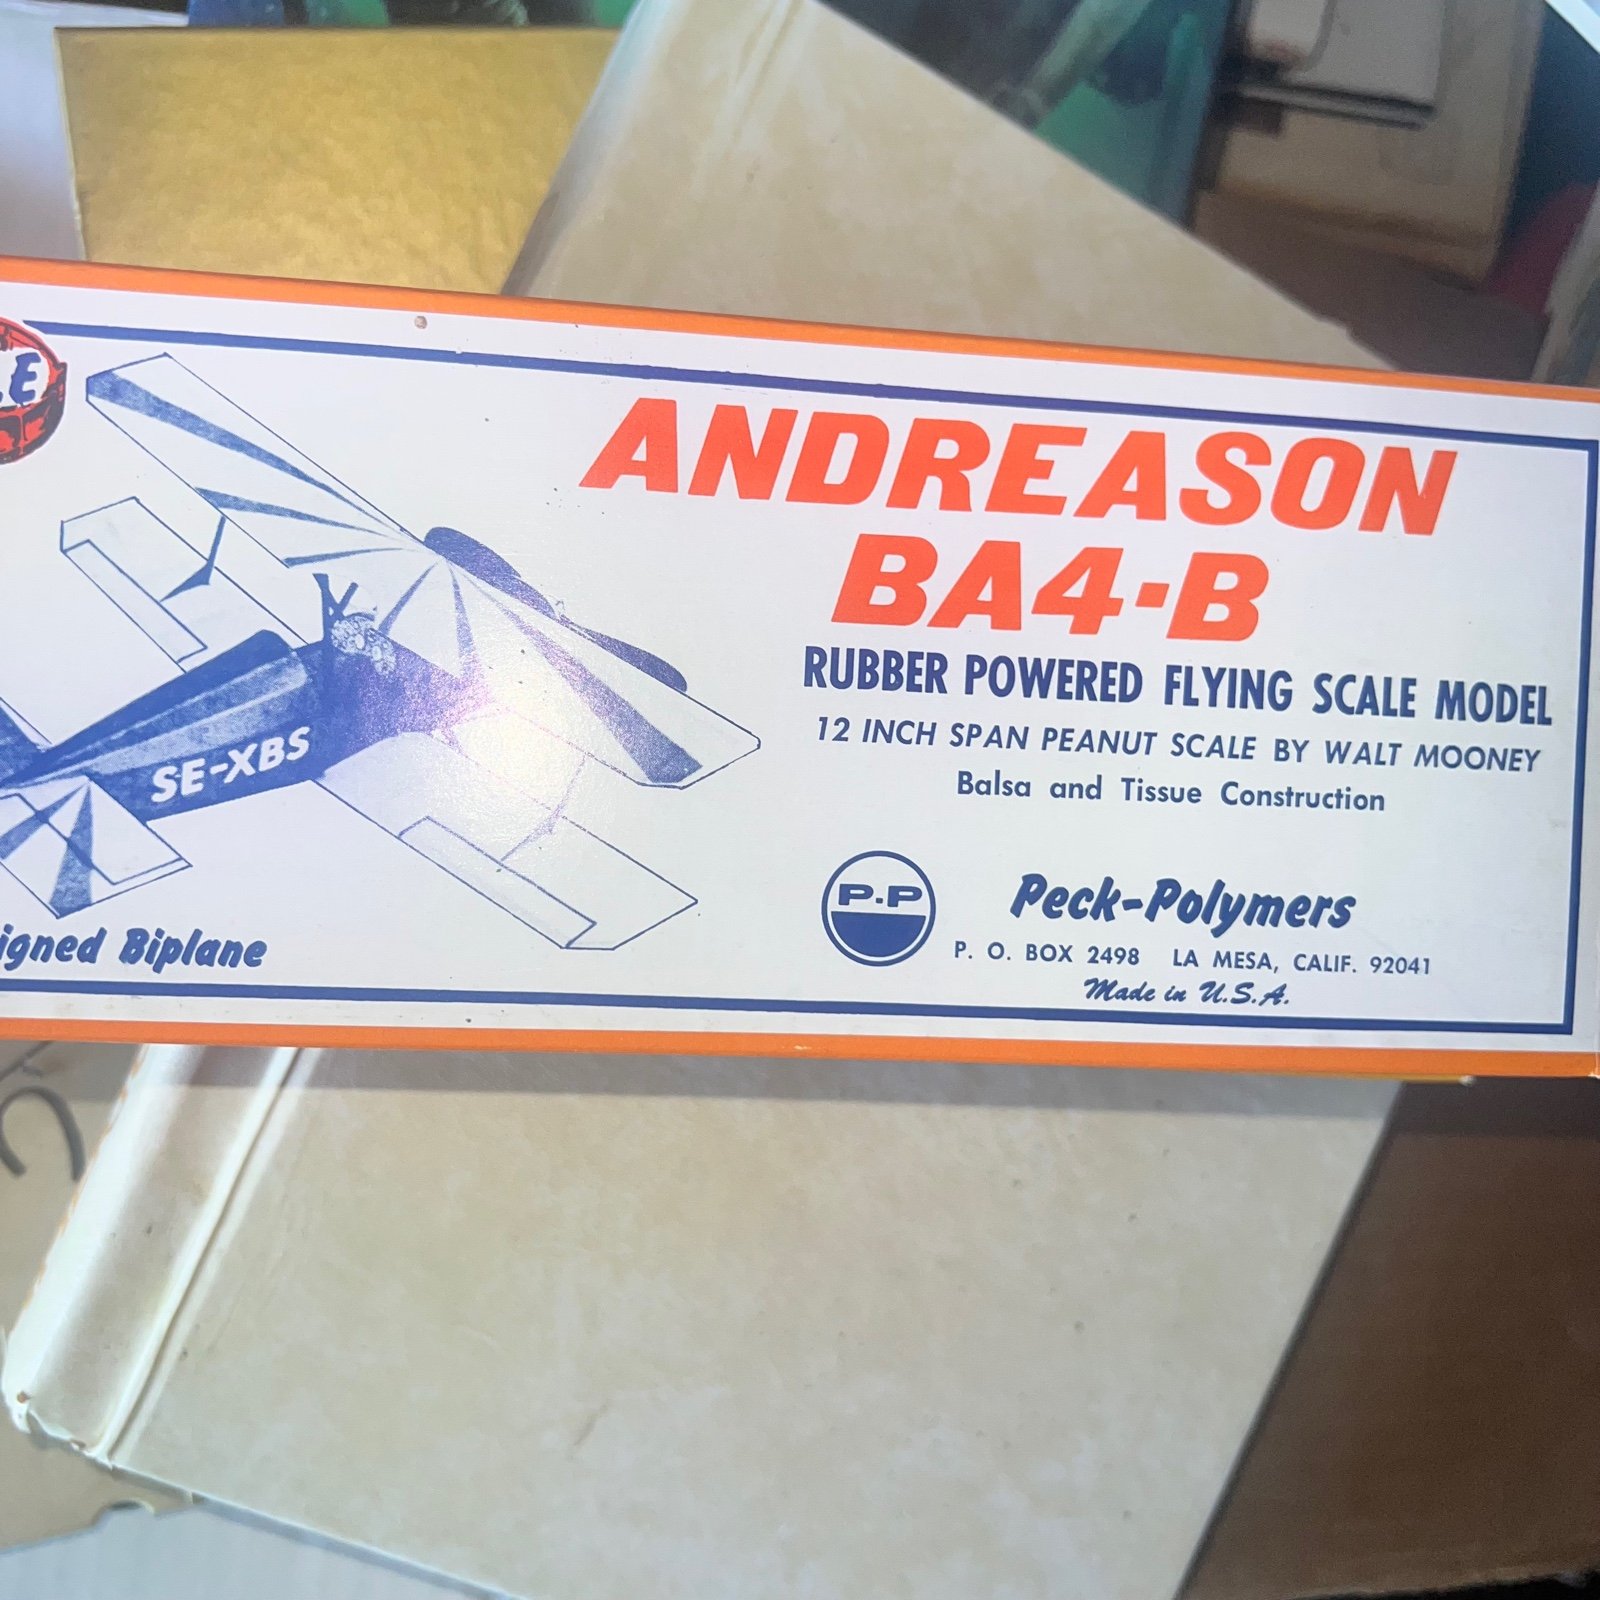 ANDREASON
BA4-B
RUBBER POWERED FLYING SCALE MODEL
12 INCH SPAN PEANUT SCALE BY WALT MOONEY
Balsa and Tissue Construction
SE-XBS
Biplane
P.P
Peck-Polymers
P. O. BOX 2498 LA MESA, CALIF. 92041
Made in U.S.A.